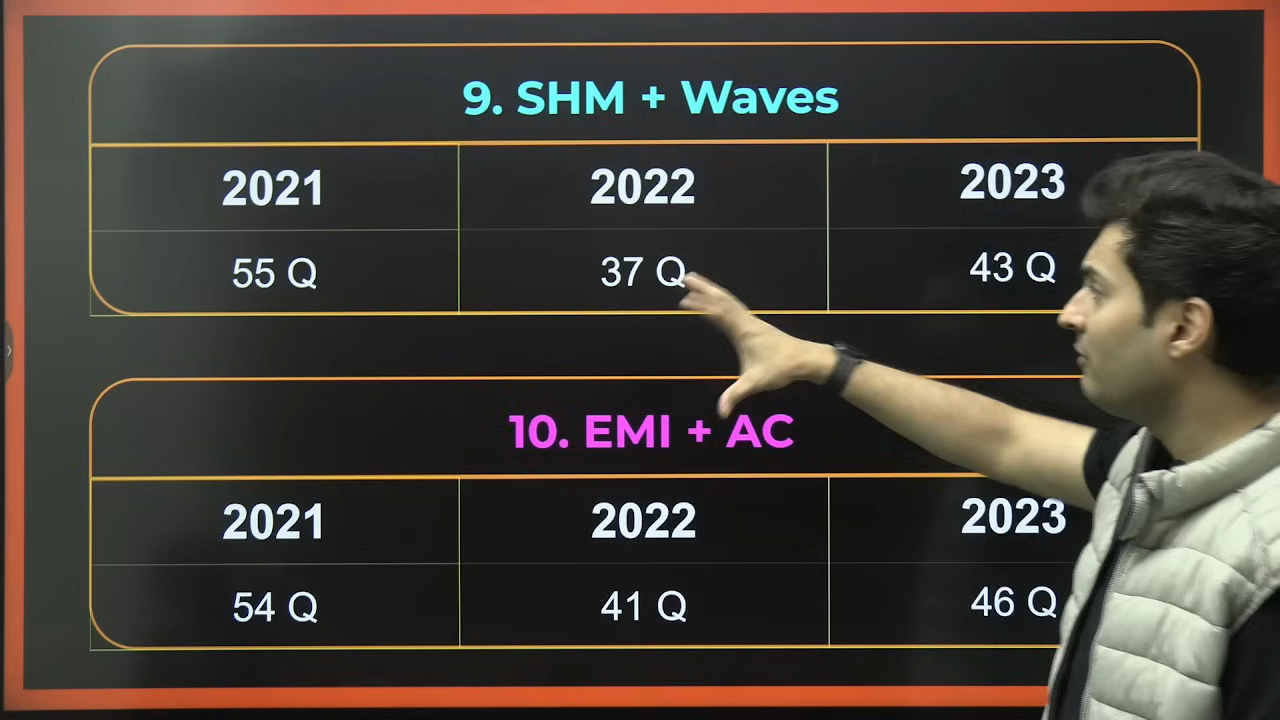 9. SHM + Waves
2021 2022 2023
55 Q 37 Q 43 Q
10. EMI + AC
2021 2022 2023
54 Q 41 Q 46 Q